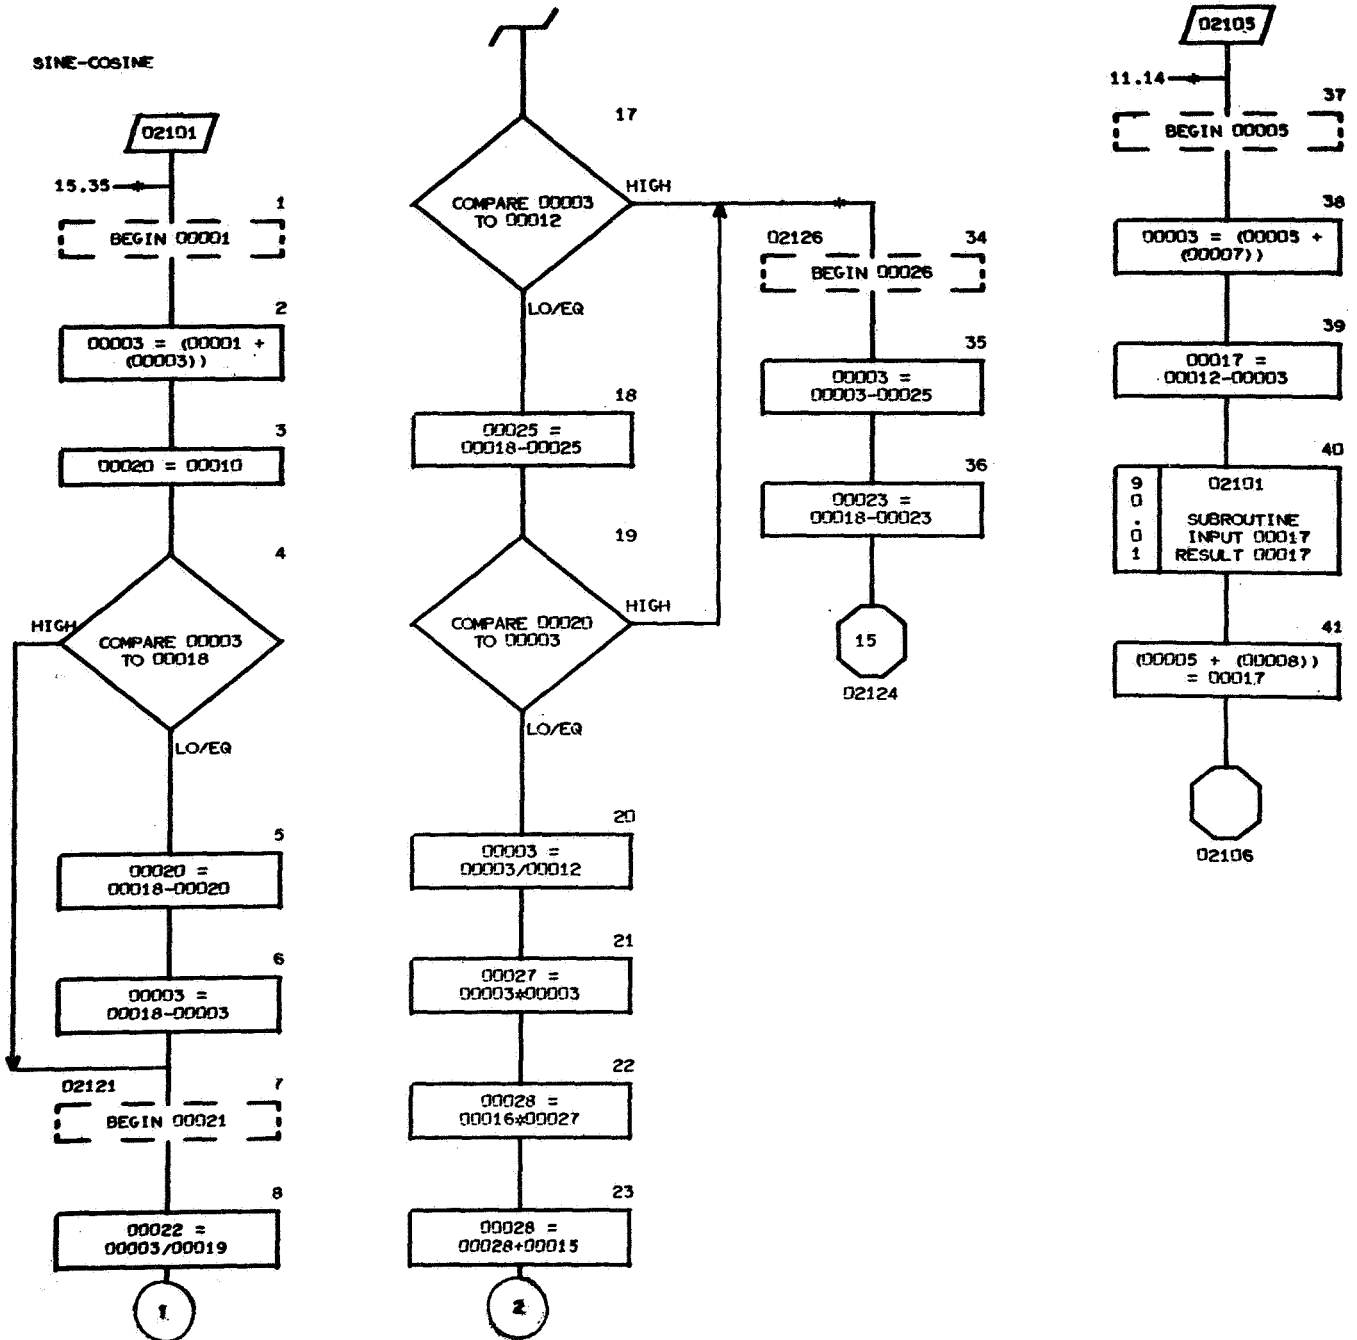 SINE-COSINE
02101
15.35
1
BEGIN 00001
2
00003 = (00001 +
(00003))
3
00020 = 00010
4
HIGH
COMPARE 00003
TO 00018
LO/EQ
5
00020 =
00018-00020
6
00003 =
00018-00003
02121
7
BEGIN 00021
8
00022 =
00003/00019
1
17
COMPARE 00003
TO 00012
HIGH
LO/EQ
18
00025 =
00018-00025
19
COMPARE 00020
TO 00003
HIGH
LO/EQ
20
00003 =
00003/00012
21
00027 =
00003*00003
22
00028 =
00016*00027
23
00028 =
00028+00015
2
02126
34
BEGIN 00026
35
00003 =
00003-00025
36
00023 =
00018-00023
15
02124
02105
11.14
37
BEGIN 00005
38
00003 = (00005 +
(00007))
39
00017 =
00012-00003
40
9
0
.
0
1
02101
SUBROUTINE
INPUT 00017
RESULT 00017
41
(00005 + (00008))
= 00017
02106